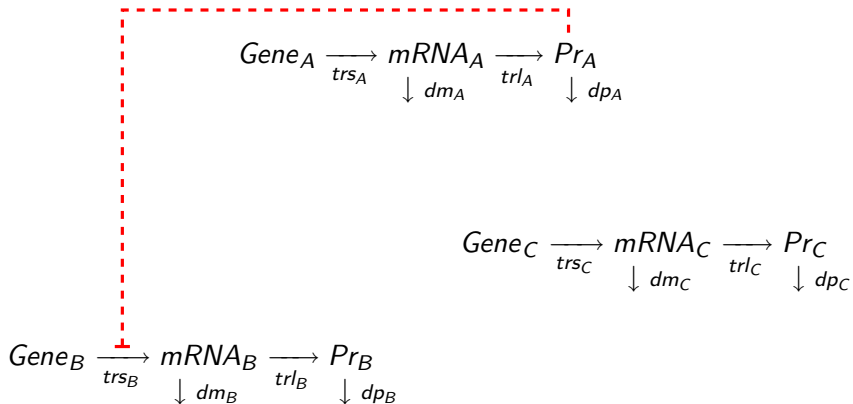 Gene_A → mRNA_A → Pr_A
trs_A ↓ dm_A trl_A ↓ dp_A
Gene_C → mRNA_C → Pr_C
trs_C ↓ dm_C trl_C ↓ dp_C
Gene_B → mRNA_B → Pr_B
trs_B ↓ dm_B trl_B ↓ dp_B